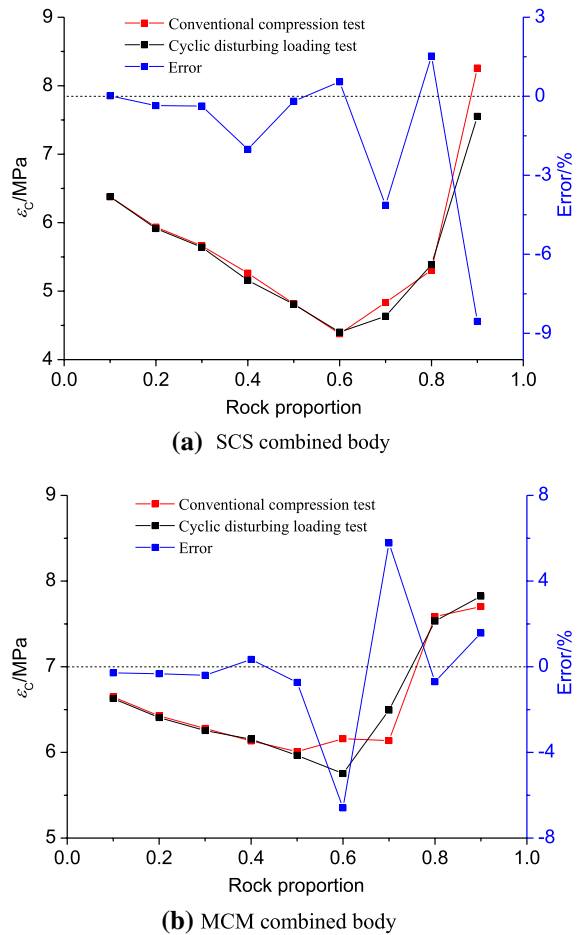 Conventional compression test
Cyclic disturbing loading test
Error
9
8
7
6
5
4
εC/MPa
3
0
-3
-6
-9
Error/%
0.0 0.2 0.4 0.6 0.8 1.0
Rock proportion
(a) SCS combined body
Conventional compression test
Cyclic disturbing loading test
Error
9
8
7
6
5
εC/MPa
8
4
0
-4
-8
Error/%
0.0 0.2 0.4 0.6 0.8 1.0
Rock proportion
(b) MCM combined body